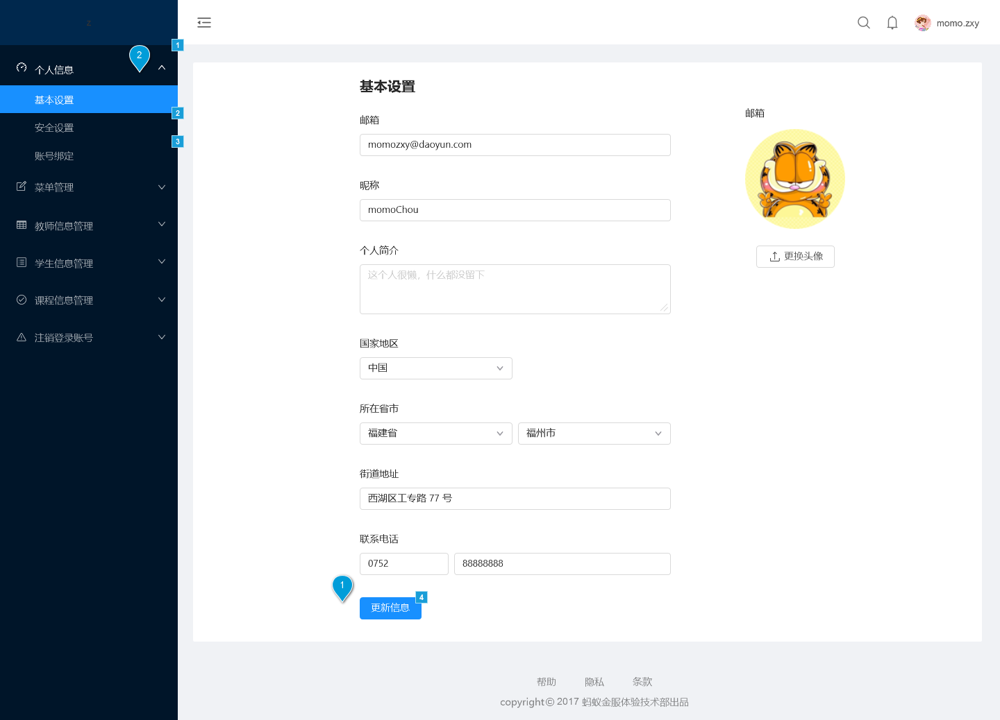 z
momo.zxy
1
2
个人信息
基本设置
2
安全设置
3
账号绑定
菜单管理
教师信息管理
学生信息管理
课程信息管理
注销登录账号
基本设置
邮箱
momozxy@daoyun.com
昵称
momoChou
个人简介
这个人很懒，什么都没留下
国家地区
中国
所在省市
福建省 福州市
街道地址
西湖区工专路 77 号
联系电话
0752 88888888
1
4
更新信息
邮箱
更换头像
帮助 隐私 条款
copyright© 2017 蚂蚁金服体验技术部出品